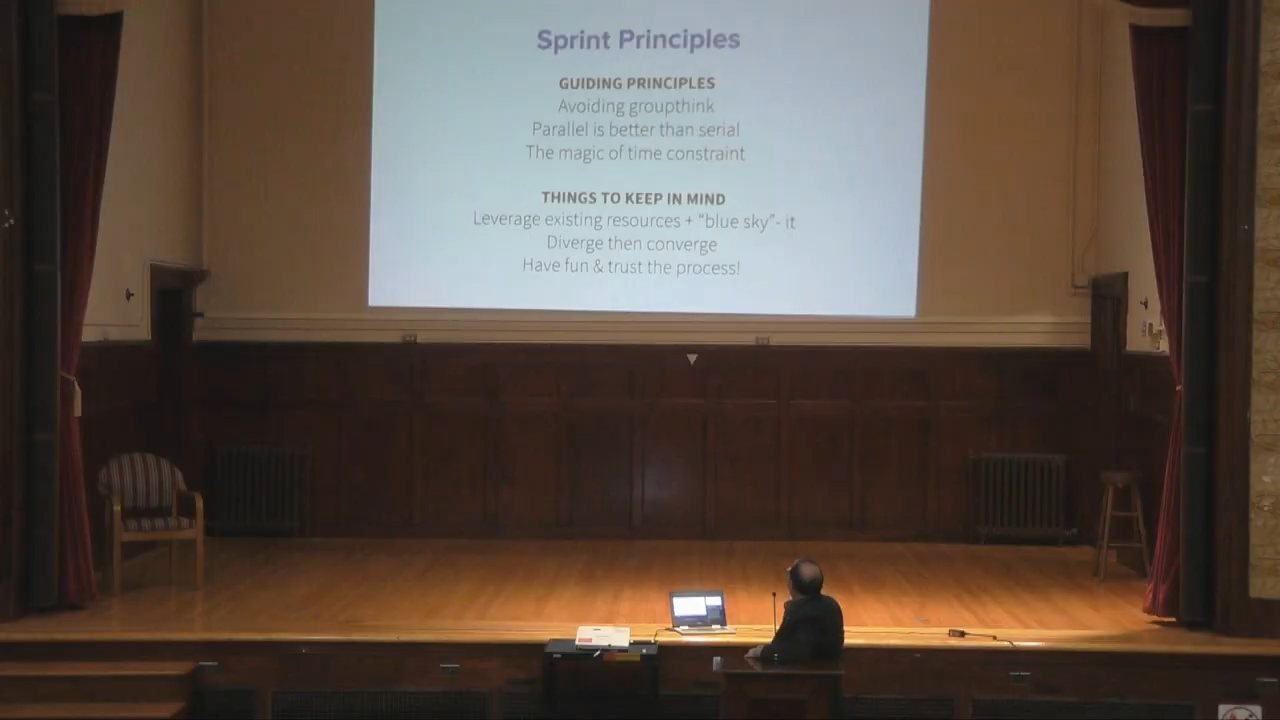 Sprint Principles
GUIDING PRINCIPLES
Avoiding groupthink
Parallel is better than serial
The magic of time constraint
THINGS TO KEEP IN MIND
Leverage existing resources + "blue sky"- it
Diverge then converge
Have fun & trust the process!